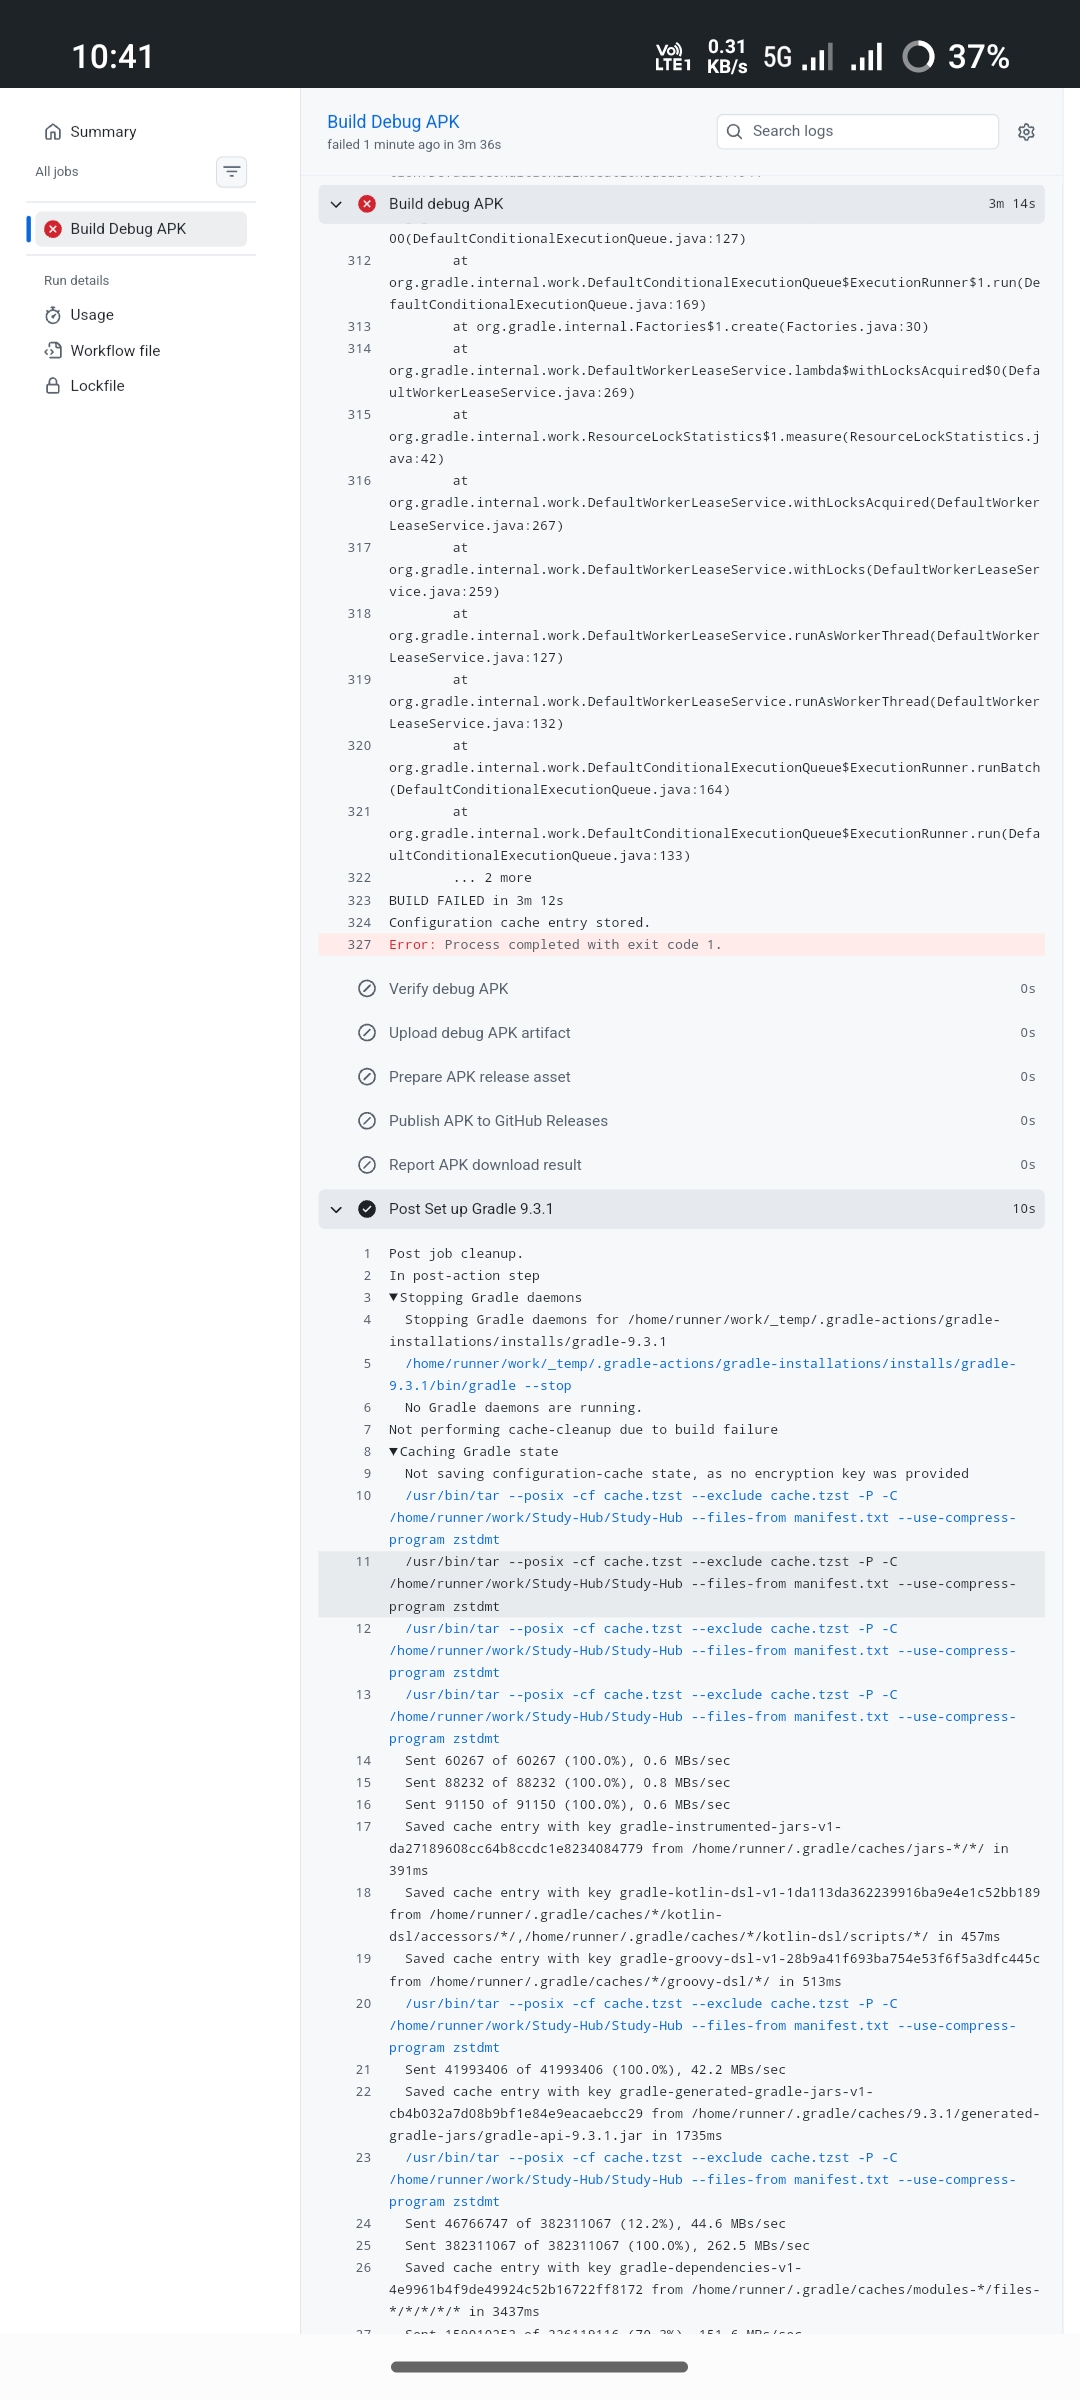 10:41
Vo)) LTE1
0.31 KB/s
5G
37%
Summary
All jobs
Build Debug APK
Run details
Usage
Workflow file
Lockfile
Build Debug APK
failed 1 minute ago in 3m 36s
Search logs
Build debug APK 3m 14s
00(DefaultConditionalExecutionQueue.java:127)
312 at
org.gradle.internal.work.DefaultConditionalExecutionQueue$ExecutionRunner$1.run(De
faultConditionalExecutionQueue.java:169)
313 at org.gradle.internal.Factories$1.create(Factories.java:30)
314 at
org.gradle.internal.work.DefaultWorkerLeaseService.lambda$withLocksAcquired$0(Defa
ultWorkerLeaseService.java:269)
315 at
org.gradle.internal.work.ResourceLockStatistics$1.measure(ResourceLockStatistics.j
ava:42)
316 at
org.gradle.internal.work.DefaultWorkerLeaseService.withLocksAcquired(DefaultWorker
LeaseService.java:267)
317 at
org.gradle.internal.work.DefaultWorkerLeaseService.withLocks(DefaultWorkerLeaseSer
vice.java:259)
318 at
org.gradle.internal.work.DefaultWorkerLeaseService.runAsWorkerThread(DefaultWorker
LeaseService.java:127)
319 at
org.gradle.internal.work.DefaultWorkerLeaseService.runAsWorkerThread(DefaultWorker
LeaseService.java:132)
320 at
org.gradle.internal.work.DefaultConditionalExecutionQueue$ExecutionRunner.runBatch
(DefaultConditionalExecutionQueue.java:164)
321 at
org.gradle.internal.work.DefaultConditionalExecutionQueue$ExecutionRunner.run(Defa
ultConditionalExecutionQueue.java:133)
322 ... 2 more
323 BUILD FAILED in 3m 12s
324 Configuration cache entry stored.
327 Error: Process completed with exit code 1.
Verify debug APK 0s
Upload debug APK artifact 0s
Prepare APK release asset 0s
Publish APK to GitHub Releases 0s
Report APK download result 0s
Post Set up Gradle 9.3.1 10s
1 Post job cleanup.
2 In post-action step
3 ▼Stopping Gradle daemons
4 Stopping Gradle daemons for /home/runner/work/_temp/.gradle-actions/gradle-
installations/installs/gradle-9.3.1
5 /home/runner/work/_temp/.gradle-actions/gradle-installations/installs/gradle-
9.3.1/bin/gradle --stop
6 No Gradle daemons are running.
7 Not performing cache-cleanup due to build failure
8 ▼Caching Gradle state
9 Not saving configuration-cache state, as no encryption key was provided
10 /usr/bin/tar --posix -cf cache.tzst --exclude cache.tzst -P -C
/home/runner/work/Study-Hub/Study-Hub --files-from manifest.txt --use-compress-
program zstdmt
11 /usr/bin/tar --posix -cf cache.tzst --exclude cache.tzst -P -C
/home/runner/work/Study-Hub/Study-Hub --files-from manifest.txt --use-compress-
program zstdmt
12 /usr/bin/tar --posix -cf cache.tzst --exclude cache.tzst -P -C
/home/runner/work/Study-Hub/Study-Hub --files-from manifest.txt --use-compress-
program zstdmt
13 /usr/bin/tar --posix -cf cache.tzst --exclude cache.tzst -P -C
/home/runner/work/Study-Hub/Study-Hub --files-from manifest.txt --use-compress-
program zstdmt
14 Sent 60267 of 60267 (100.0%), 0.6 MBs/sec
15 Sent 88232 of 88232 (100.0%), 0.8 MBs/sec
16 Sent 91150 of 91150 (100.0%), 0.6 MBs/sec
17 Saved cache entry with key gradle-instrumented-jars-v1-
da27189608cc64b8ccdc1e8234084779 from /home/runner/.gradle/caches/jars-*/*/ in
391ms
18 Saved cache entry with key gradle-kotlin-dsl-v1-1da113da362239916ba9e4e1c52bb189
from /home/runner/.gradle/caches/*/kotlin-
dsl/accessors/*/,/home/runner/.gradle/caches/*/kotlin-dsl/scripts/*/ in 457ms
19 Saved cache entry with key gradle-groovy-dsl-v1-28b9a41f693ba754e53f6f5a3dfc445c
from /home/runner/.gradle/caches/*/groovy-dsl/*/ in 513ms
20 /usr/bin/tar --posix -cf cache.tzst --exclude cache.tzst -P -C
/home/runner/work/Study-Hub/Study-Hub --files-from manifest.txt --use-compress-
program zstdmt
21 Sent 41993406 of 41993406 (100.0%), 42.2 MBs/sec
22 Saved cache entry with key gradle-generated-gradle-jars-v1-
cb4b032a7d08b9bf1e84e9eacaebcc29 from /home/runner/.gradle/caches/9.3.1/generated-
gradle-jars/gradle-api-9.3.1.jar in 1735ms
23 /usr/bin/tar --posix -cf cache.tzst --exclude cache.tzst -P -C
/home/runner/work/Study-Hub/Study-Hub --files-from manifest.txt --use-compress-
program zstdmt
24 Sent 46766747 of 382311067 (12.2%), 44.6 MBs/sec
25 Sent 382311067 of 382311067 (100.0%), 262.5 MBs/sec
26 Saved cache entry with key gradle-dependencies-v1-
4e9961b4f9de49924c52b16722ff8172 from /home/runner/.gradle/caches/modules-*/files-
*/*/*/*/* in 3437ms